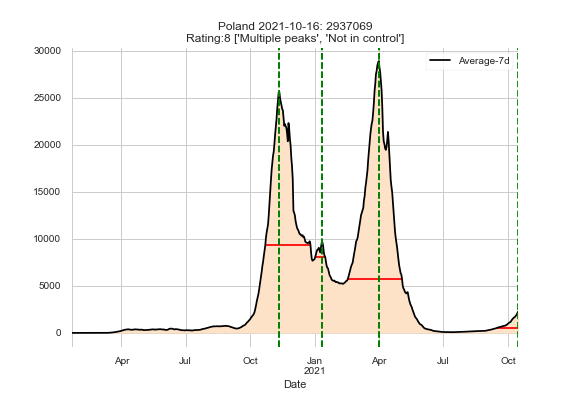 Poland 2021-10-16: 2937069
Rating:8 ['Multiple peaks', 'Not in control']
Average-7d
30000
25000
20000
15000
10000
5000
0
Apr
Jul
Oct
Jan
2021
Apr
Jul
Oct
Date